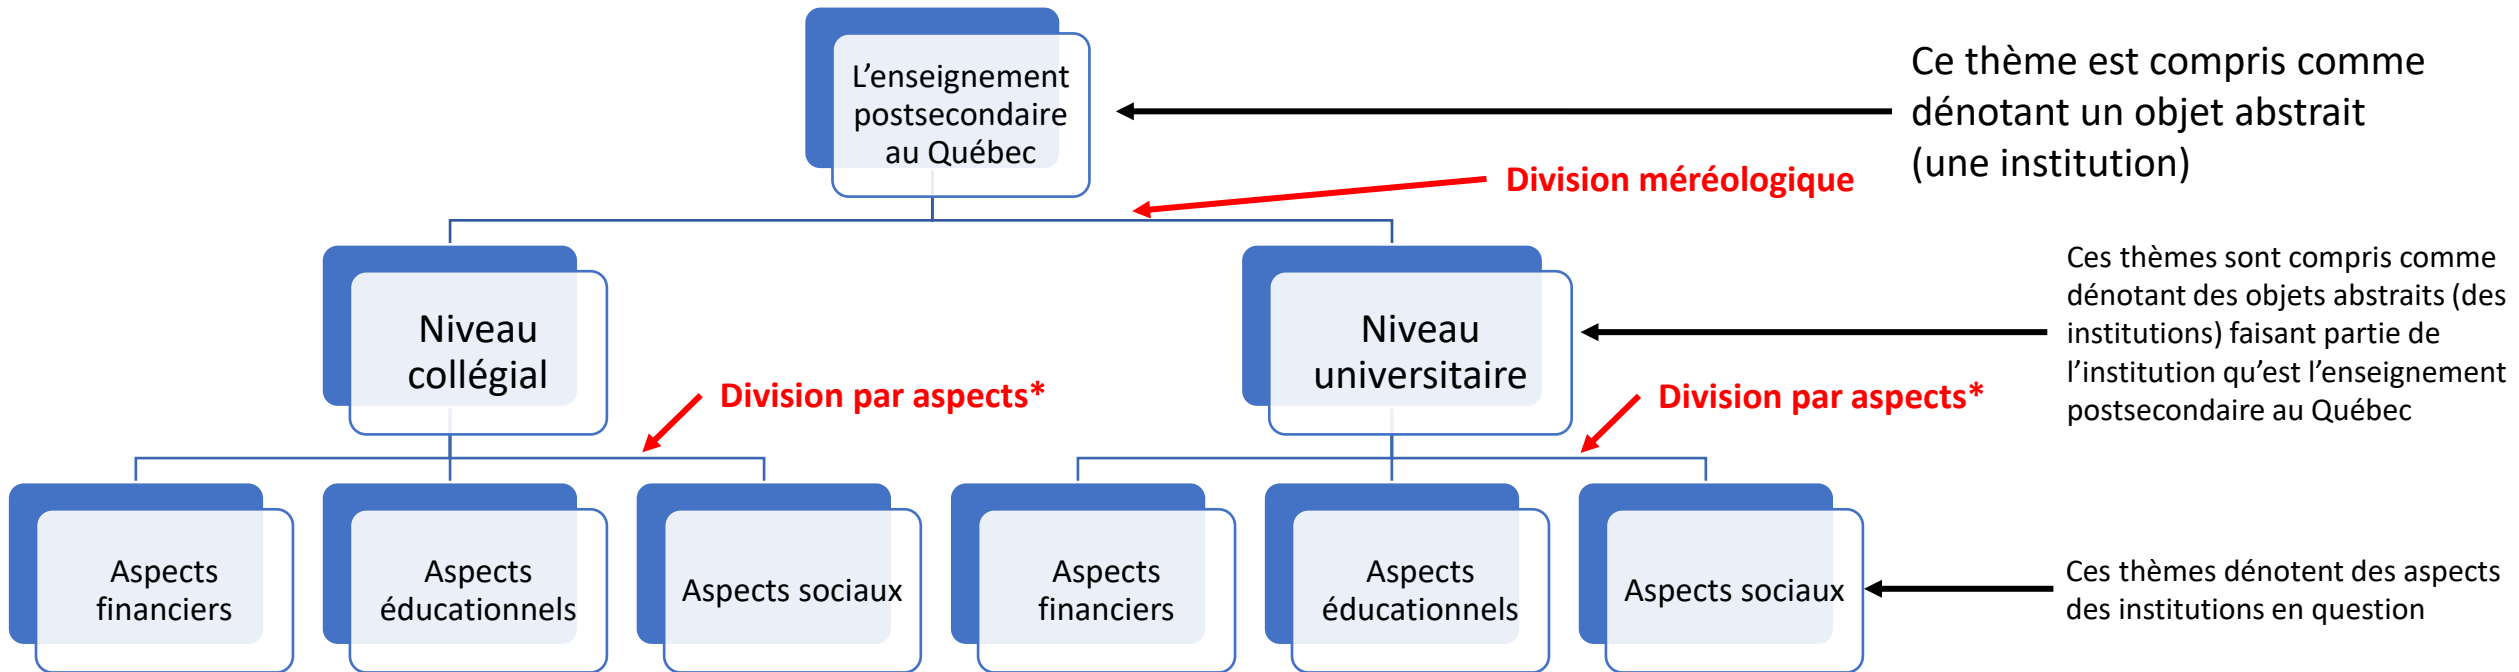 L’enseignement
postsecondaire
au Québec
Ce thème est compris comme
dénotant un objet abstrait
(une institution)
Division méréologique
Niveau
collégial
Niveau
universitaire
Ces thèmes sont compris comme
dénotant des objets abstraits (des
institutions) faisant partie de
l’institution qu’est l’enseignement
postsecondaire au Québec
Division par aspects*
Division par aspects*
Aspects
financiers
Aspects
éducationnels
Aspects sociaux
Aspects
financiers
Aspects
éducationnels
Aspects sociaux
Ces thèmes dénotent des aspects
des institutions en question